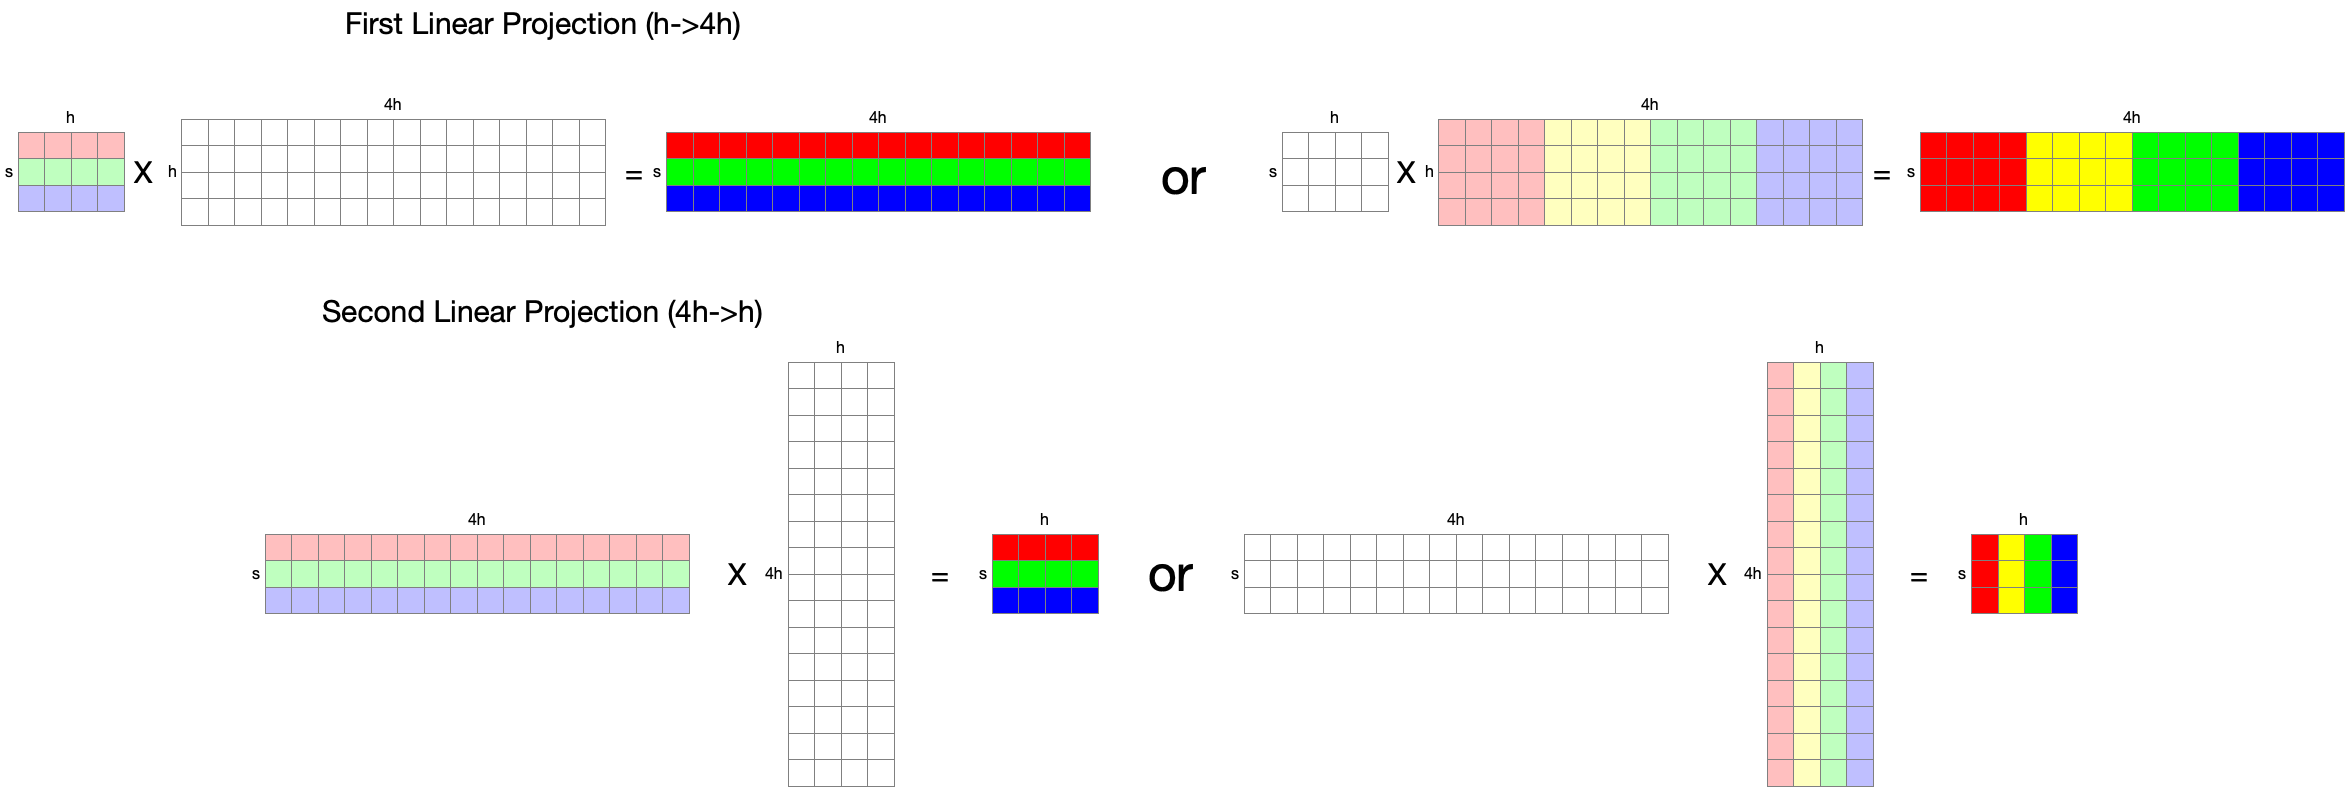 First Linear Projection (h->4h)
h
s
X
4h
h
=
4h
s
or
h
s
X
4h
h
=
4h
s
Second Linear Projection (4h->h)
4h
s
X
h
4h
=
h
s
or
4h
s
X
h
4h
=
h
s